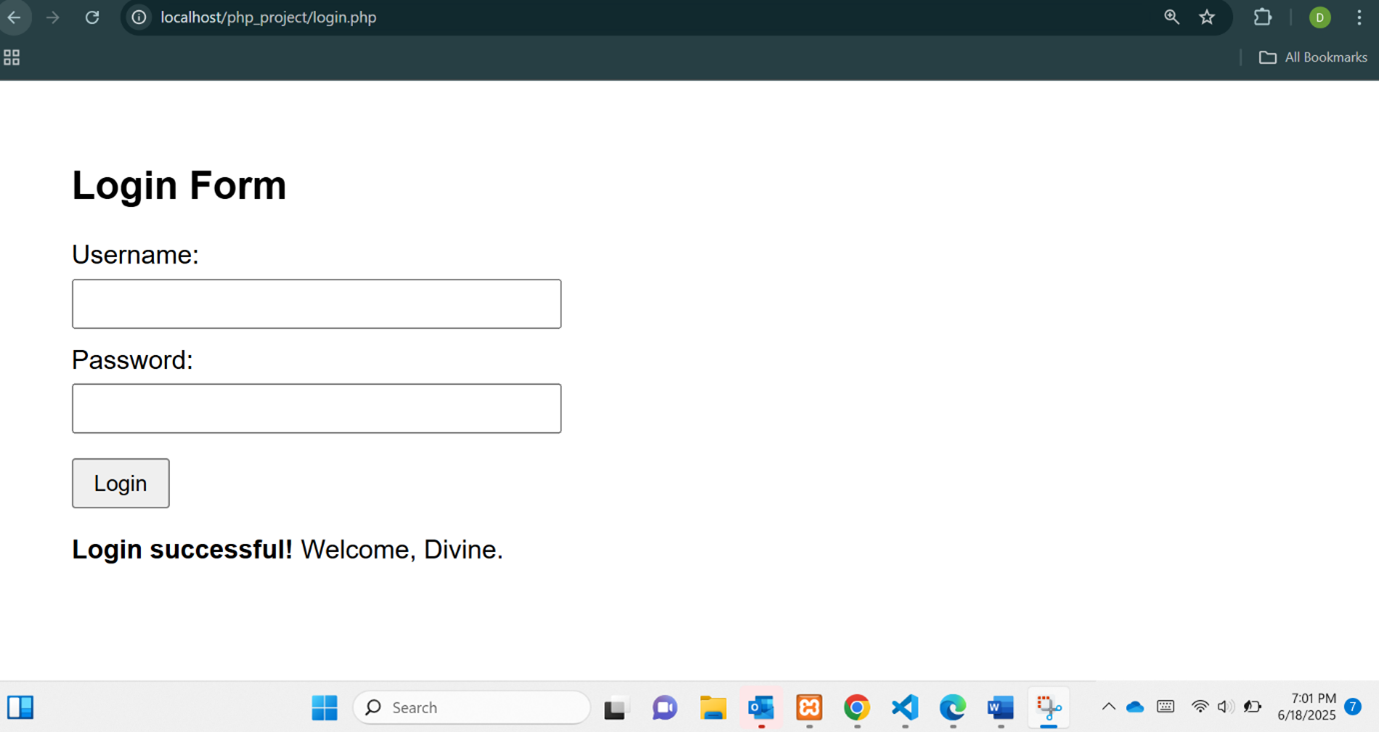 localhost/php_project/login.php
D
All Bookmarks
Login Form
Username:
Password:
Login
Login successful! Welcome, Divine.
Search
7:01 PM
6/18/2025
7